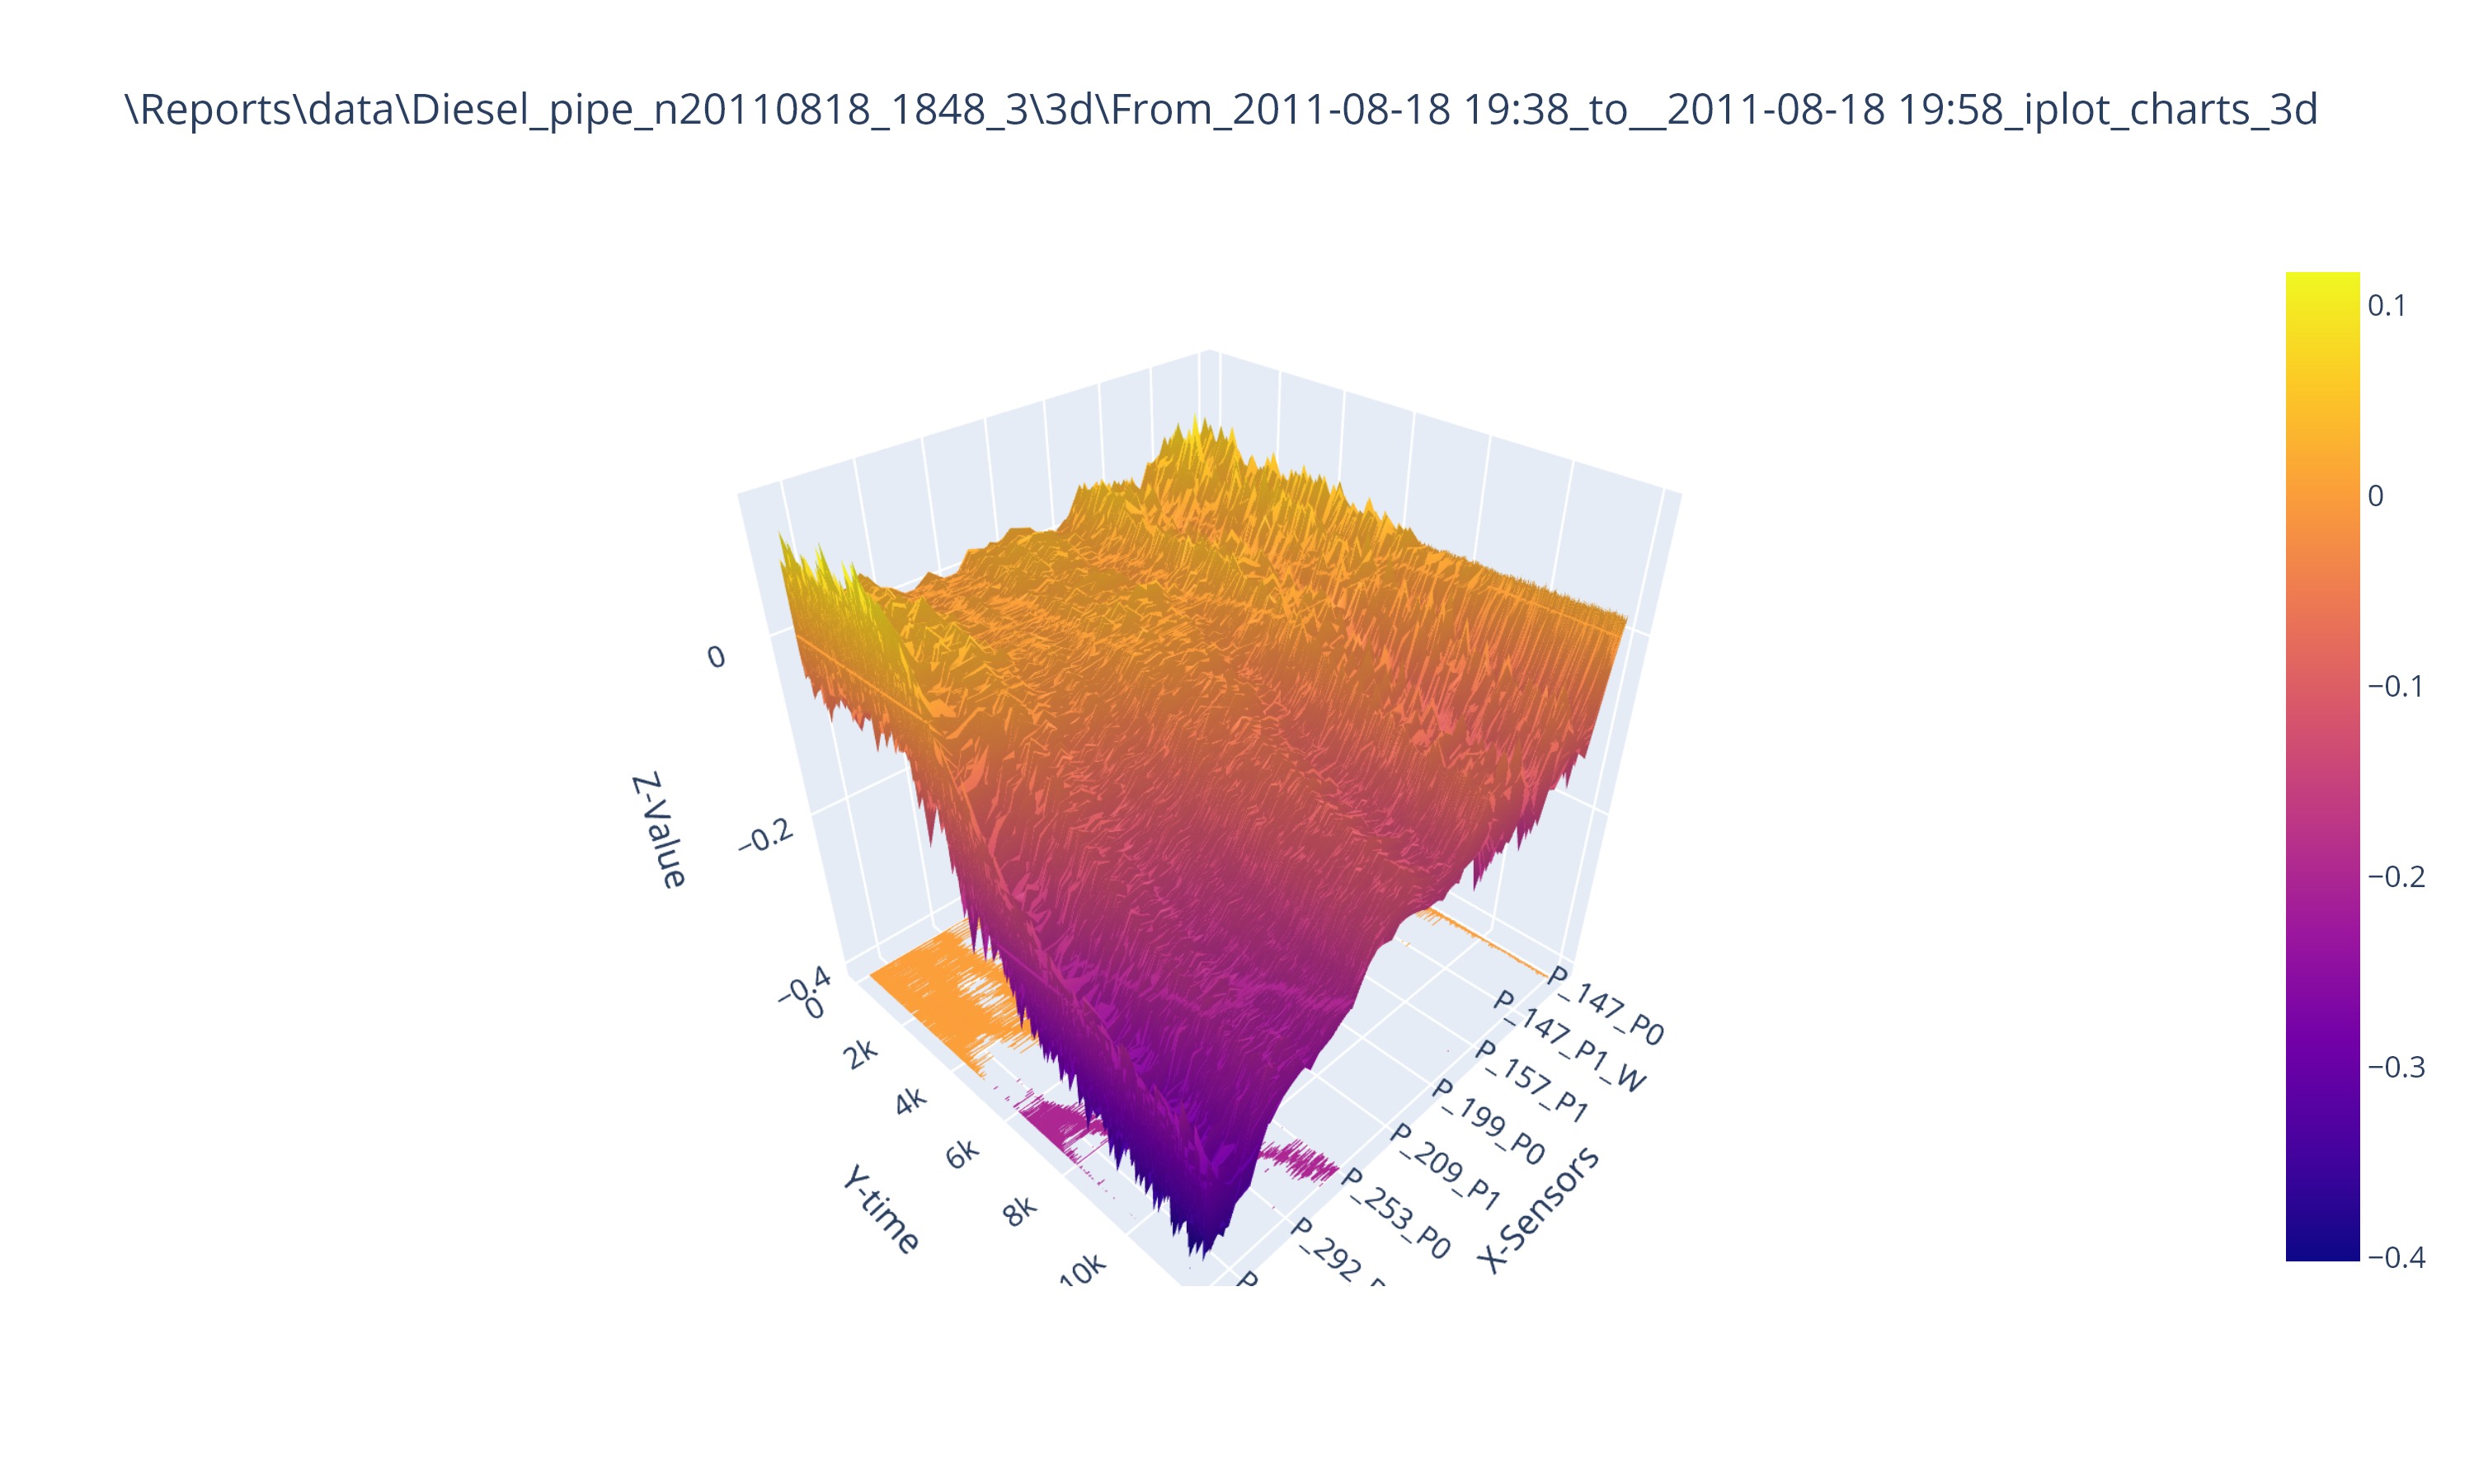 \Reports\data\Diesel_pipe_n20110818_1848_3\3d\From_2011-08-18 19:38_to__2011-08-18 19:58_iplot_charts_3d
0.1
0
−0.1
−0.2
−0.3
−0.4
0
−0.2
−0.4
Z-Value
0
2k
4k
6k
8k
10k
Y-time
P_147_P0
P_147_P1_W
P_157_P1
P_199_P0
P_209_P1
P_253_P0
P_292_
X-Sensors